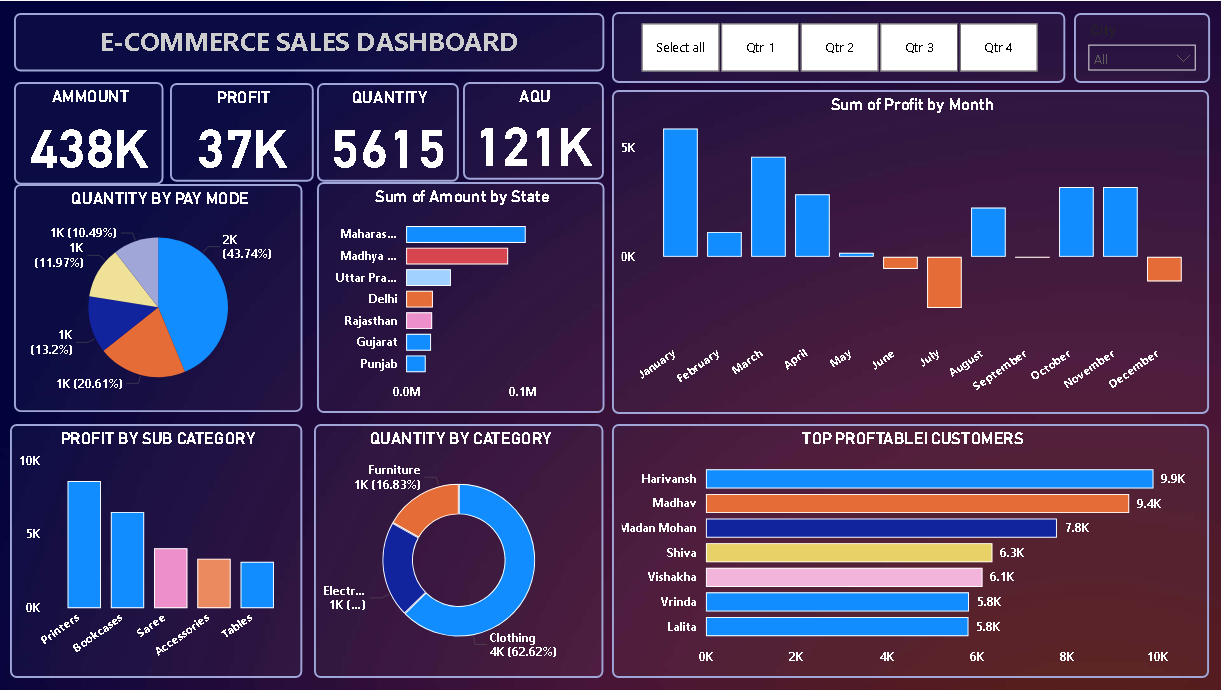 E-COMMERCE SALES DASHBOARD
Select all
Qtr 1
Qtr 2
Qtr 3
Qtr 4
City
All
AMMOUNT
438K
PROFIT
37K
QUANTITY
5615
AQU
121K
QUANTITY BY PAY MODE
2K
(43.74%)
1K (20.61%)
1K
(13.2%)
1K
(11.97%)
1K (10.49%)
Sum of Amount by State
Maharas...
Madhya ...
Uttar Pra...
Delhi
Rajasthan
Gujarat
Punjab
0.0M
0.1M
Sum of Profit by Month
5K
0K
January
February
March
April
May
June
July
August
September
October
November
December
PROFIT BY SUB CATEGORY
10K
5K
0K
Printers
Bookcases
Saree
Accessories
Tables
QUANTITY BY CATEGORY
Furniture
1K (16.83%)
Electr...
1K (...)
Clothing
4K (62.62%)
TOP PROFTABLEI CUSTOMERS
Harivansh
9.9K
Madhav
9.4K
Madan Mohan
7.8K
Shiva
6.3K
Vishakha
6.1K
Vrinda
5.8K
Lalita
5.8K
0K
2K
4K
6K
8K
10K